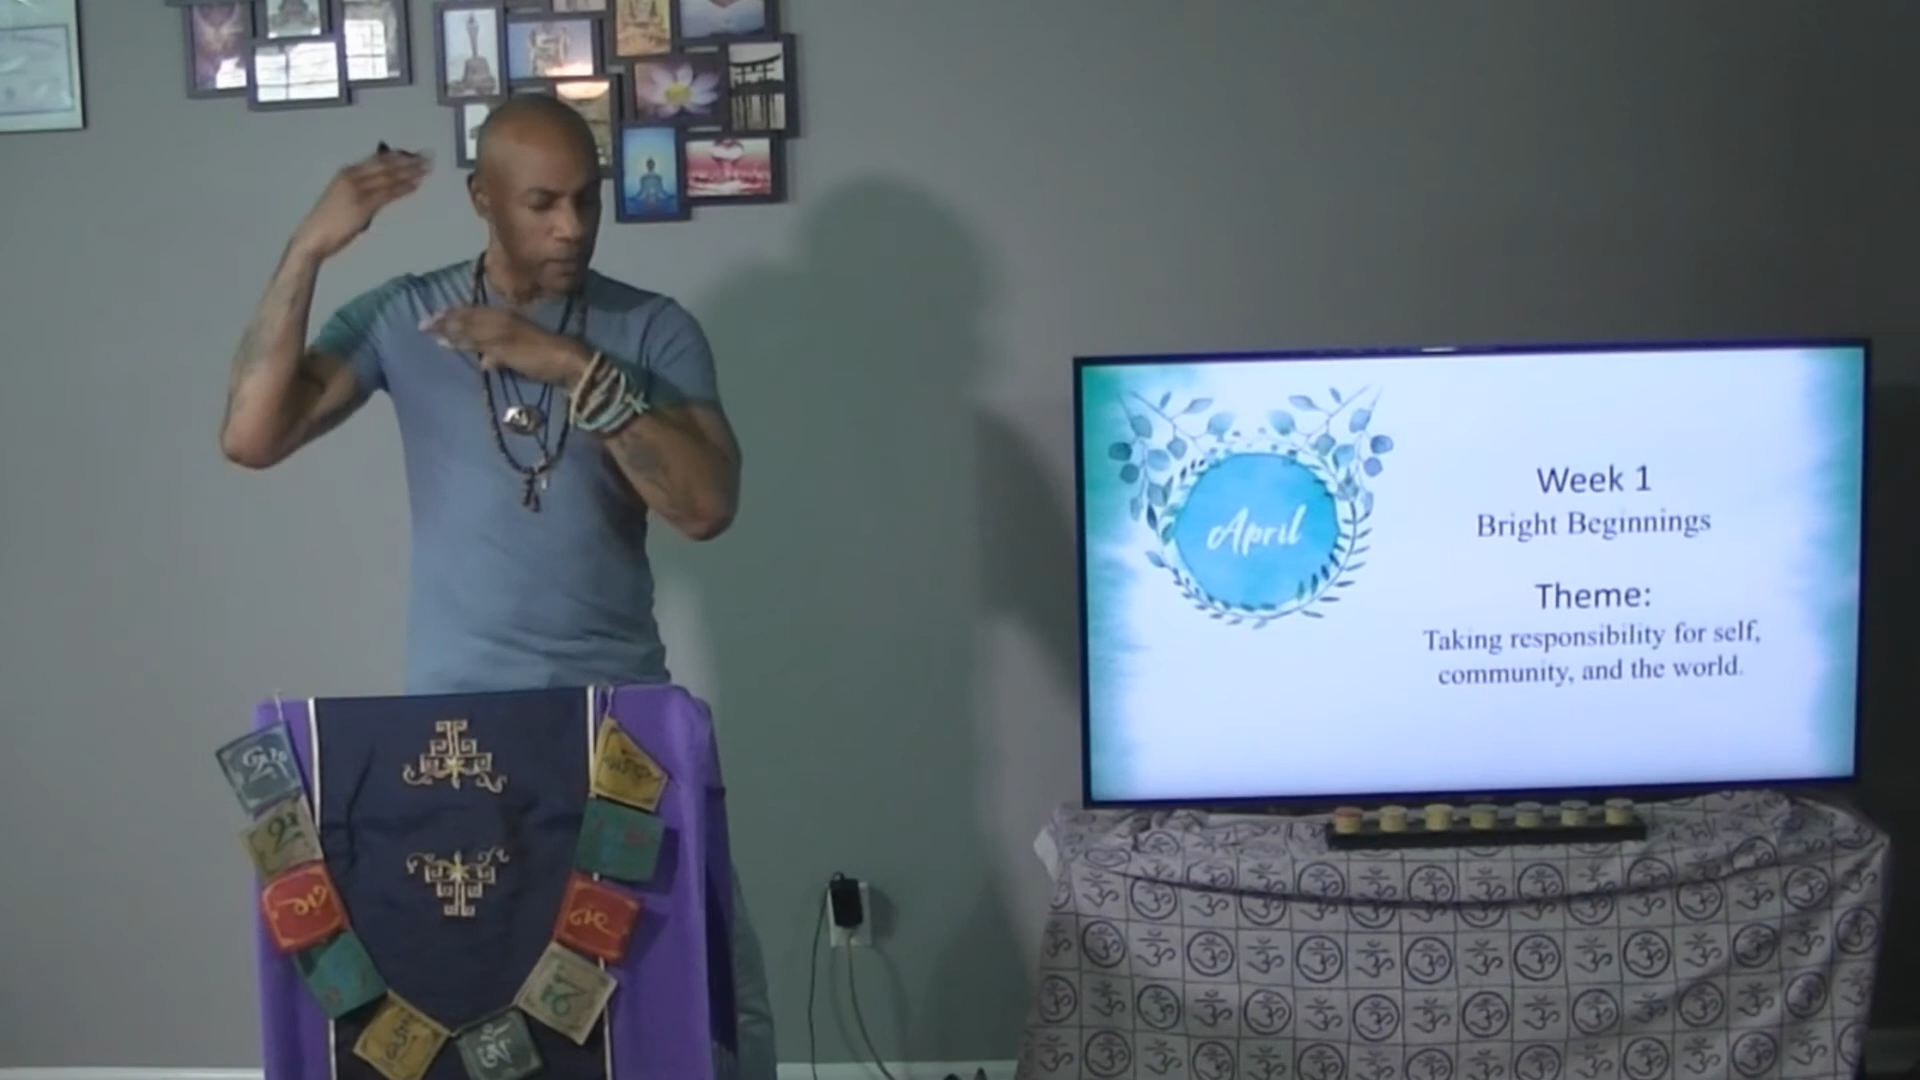 April
Week 1
Bright Beginnings
Theme:
Taking responsibility for self,
community, and the world.